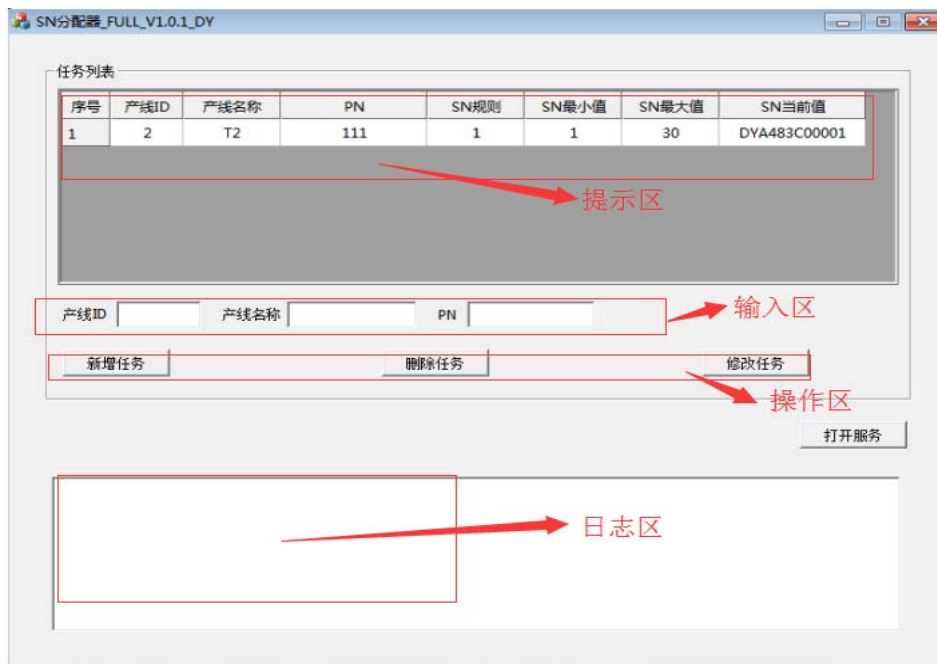 SN分配器_FULL_V1.0.1_DY
任务列表
序号 产线ID 产线名称 PN SN规则 SN最小值 SN最大值 SN当前值
1 2 T2 111 1 1 30 DYA483C00001
提示区
产线ID 产线名称 PN 输入区
新增任务 删除任务 修改任务
操作区
打开服务
日志区